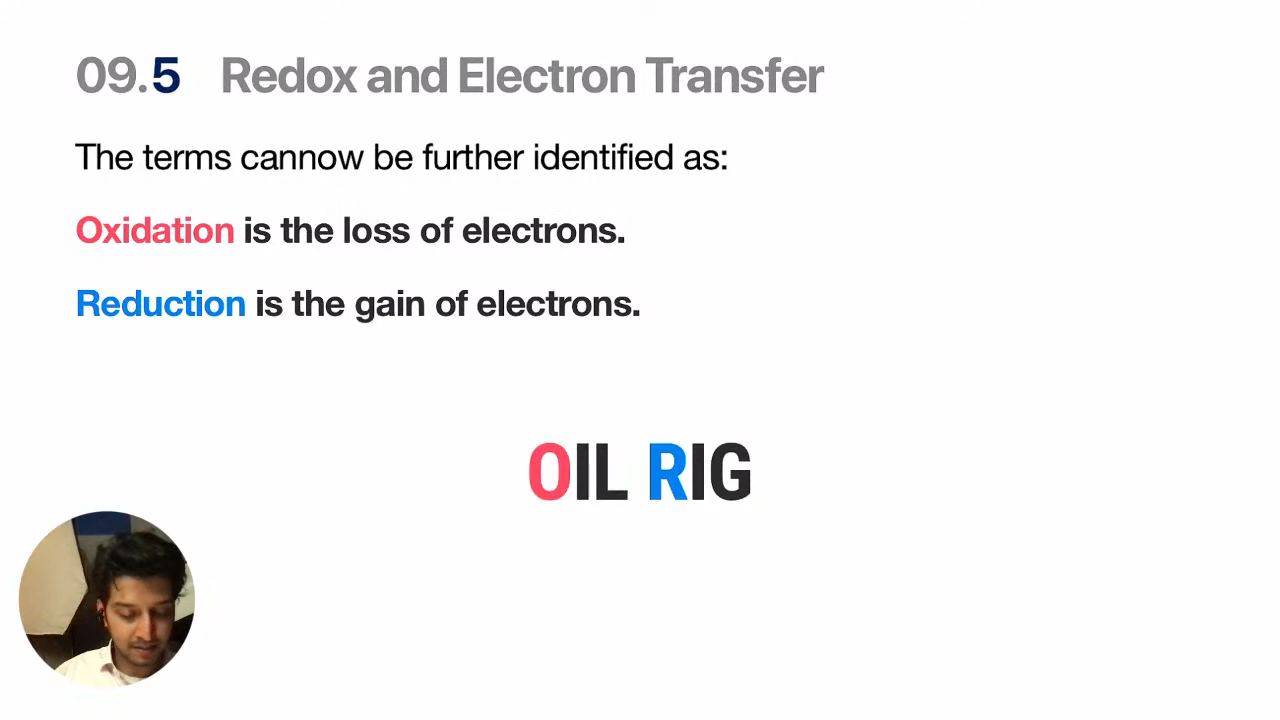 09.5 Redox and Electron Transfer
The terms cannow be further identified as:
Oxidation is the loss of electrons.
Reduction is the gain of electrons.
OIL RIG